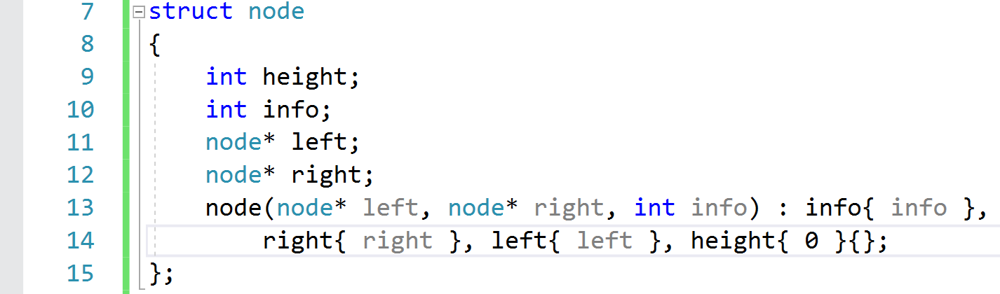 7 struct node
8 {
9 int height;
10 int info;
11 node* left;
12 node* right;
13 node(node* left, node* right, int info) : info{ info },
14 right{ right }, left{ left }, height{ 0 }{};
15 };